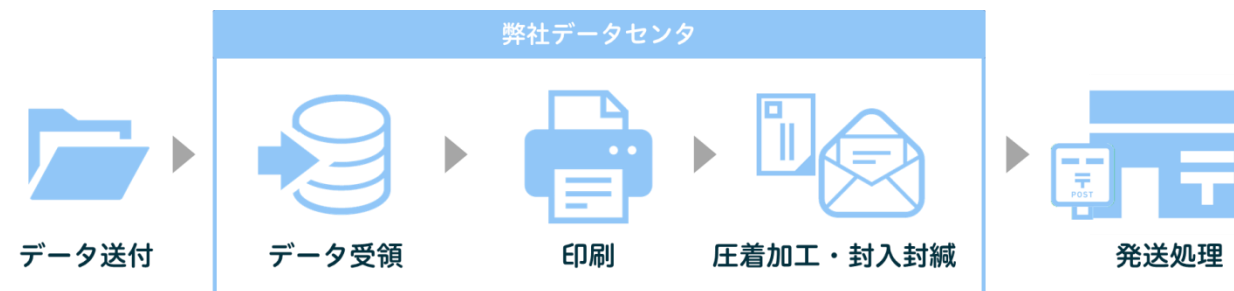 弊社データセンタ
POST
データ送付
データ受領
印刷
圧着加工・封入封緘
発送処理